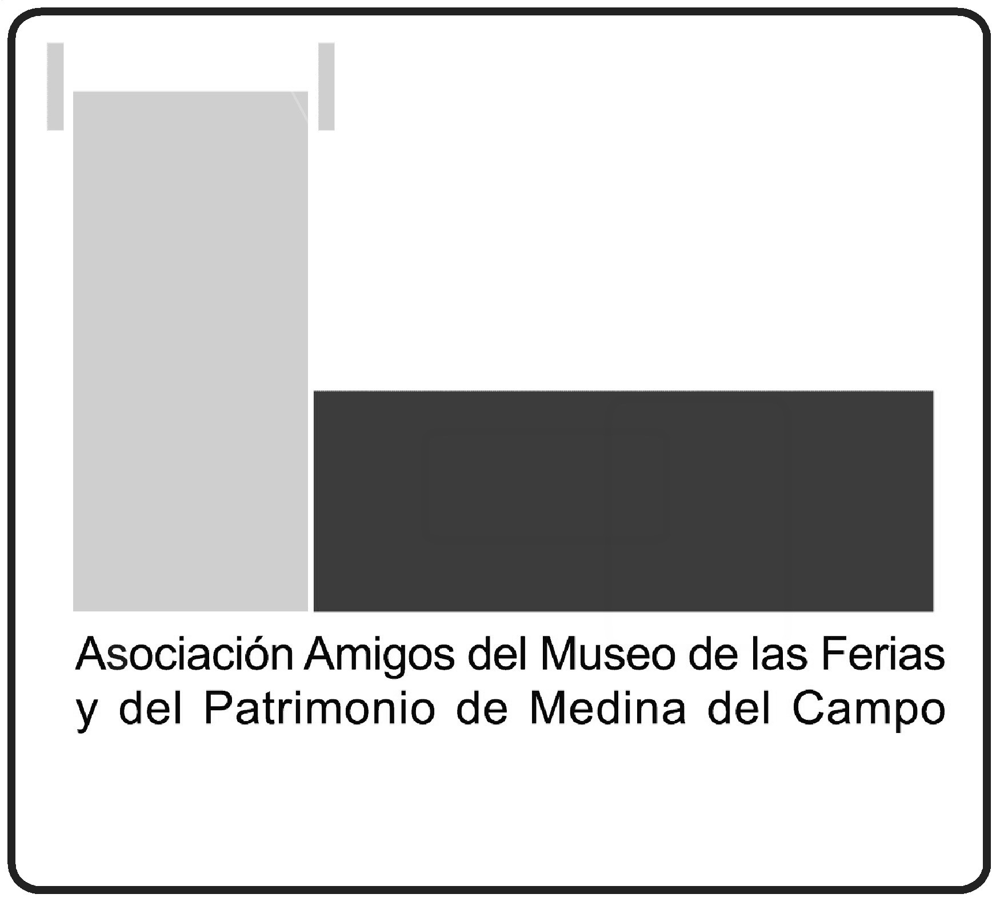 Asociación Amigos del Museo de las Ferias
y del Patrimonio de Medina del Campo